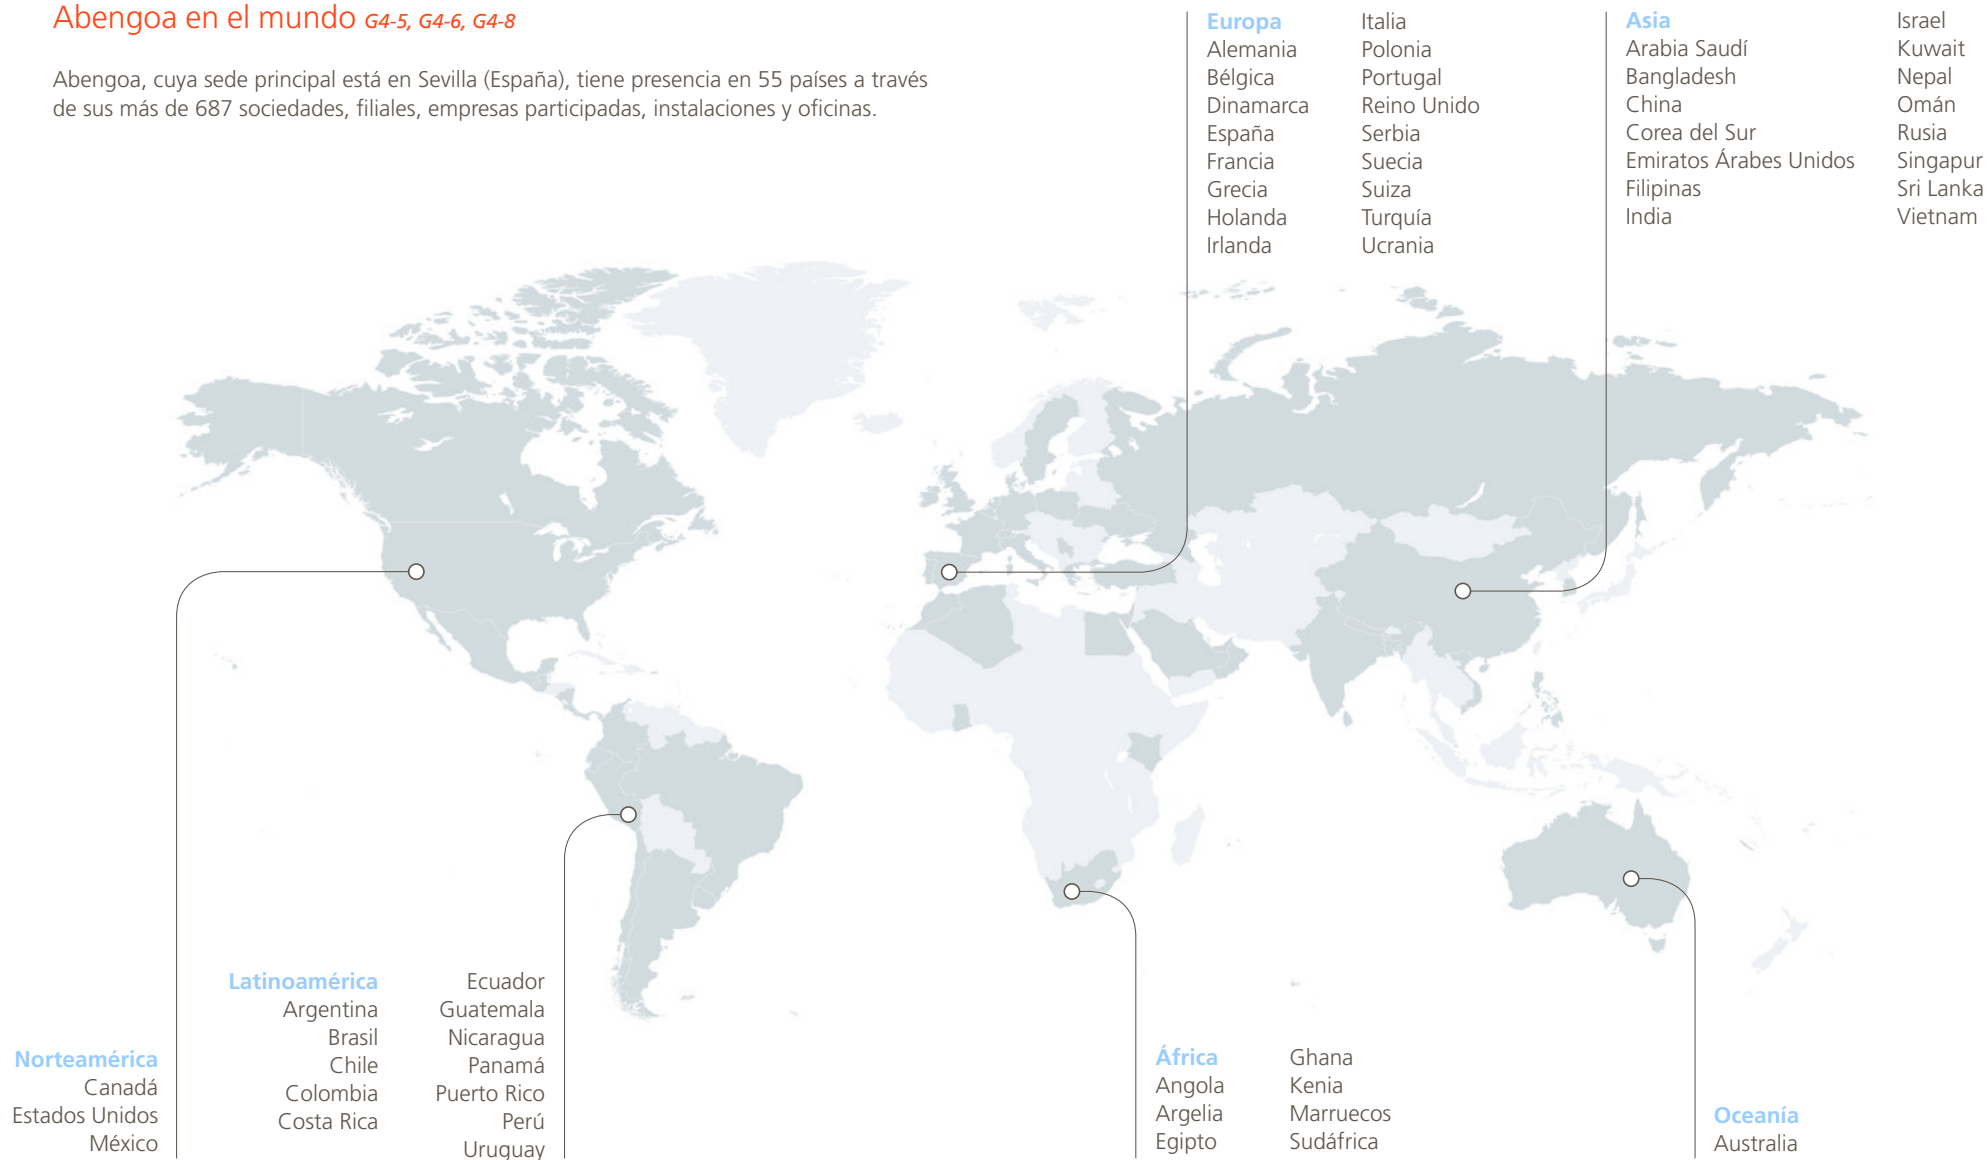 Abengoa en el mundo G4-5, G4-6, G4-8
Abengoa, cuya sede principal está en Sevilla (España), tiene presencia en 55 países a través
de sus más de 687 sociedades, filiales, empresas participadas, instalaciones y oficinas.
Europa
Alemania
Bélgica
Dinamarca
España
Francia
Grecia
Holanda
Irlanda
Italia
Polonia
Portugal
Reino Unido
Serbia
Suecia
Suiza
Turquía
Ucrania
Asia
Arabia Saudí
Bangladesh
China
Corea del Sur
Emiratos Árabes Unidos
Filipinas
India
Israel
Kuwait
Nepal
Omán
Rusia
Singapur
Sri Lanka
Vietnam
Norteamérica
Canadá
Estados Unidos
México
Latinoamérica
Argentina
Brasil
Chile
Colombia
Costa Rica
Ecuador
Guatemala
Nicaragua
Panamá
Puerto Rico
Perú
Uruguay
África
Angola
Argelia
Egipto
Ghana
Kenia
Marruecos
Sudáfrica
Oceanía
Australia